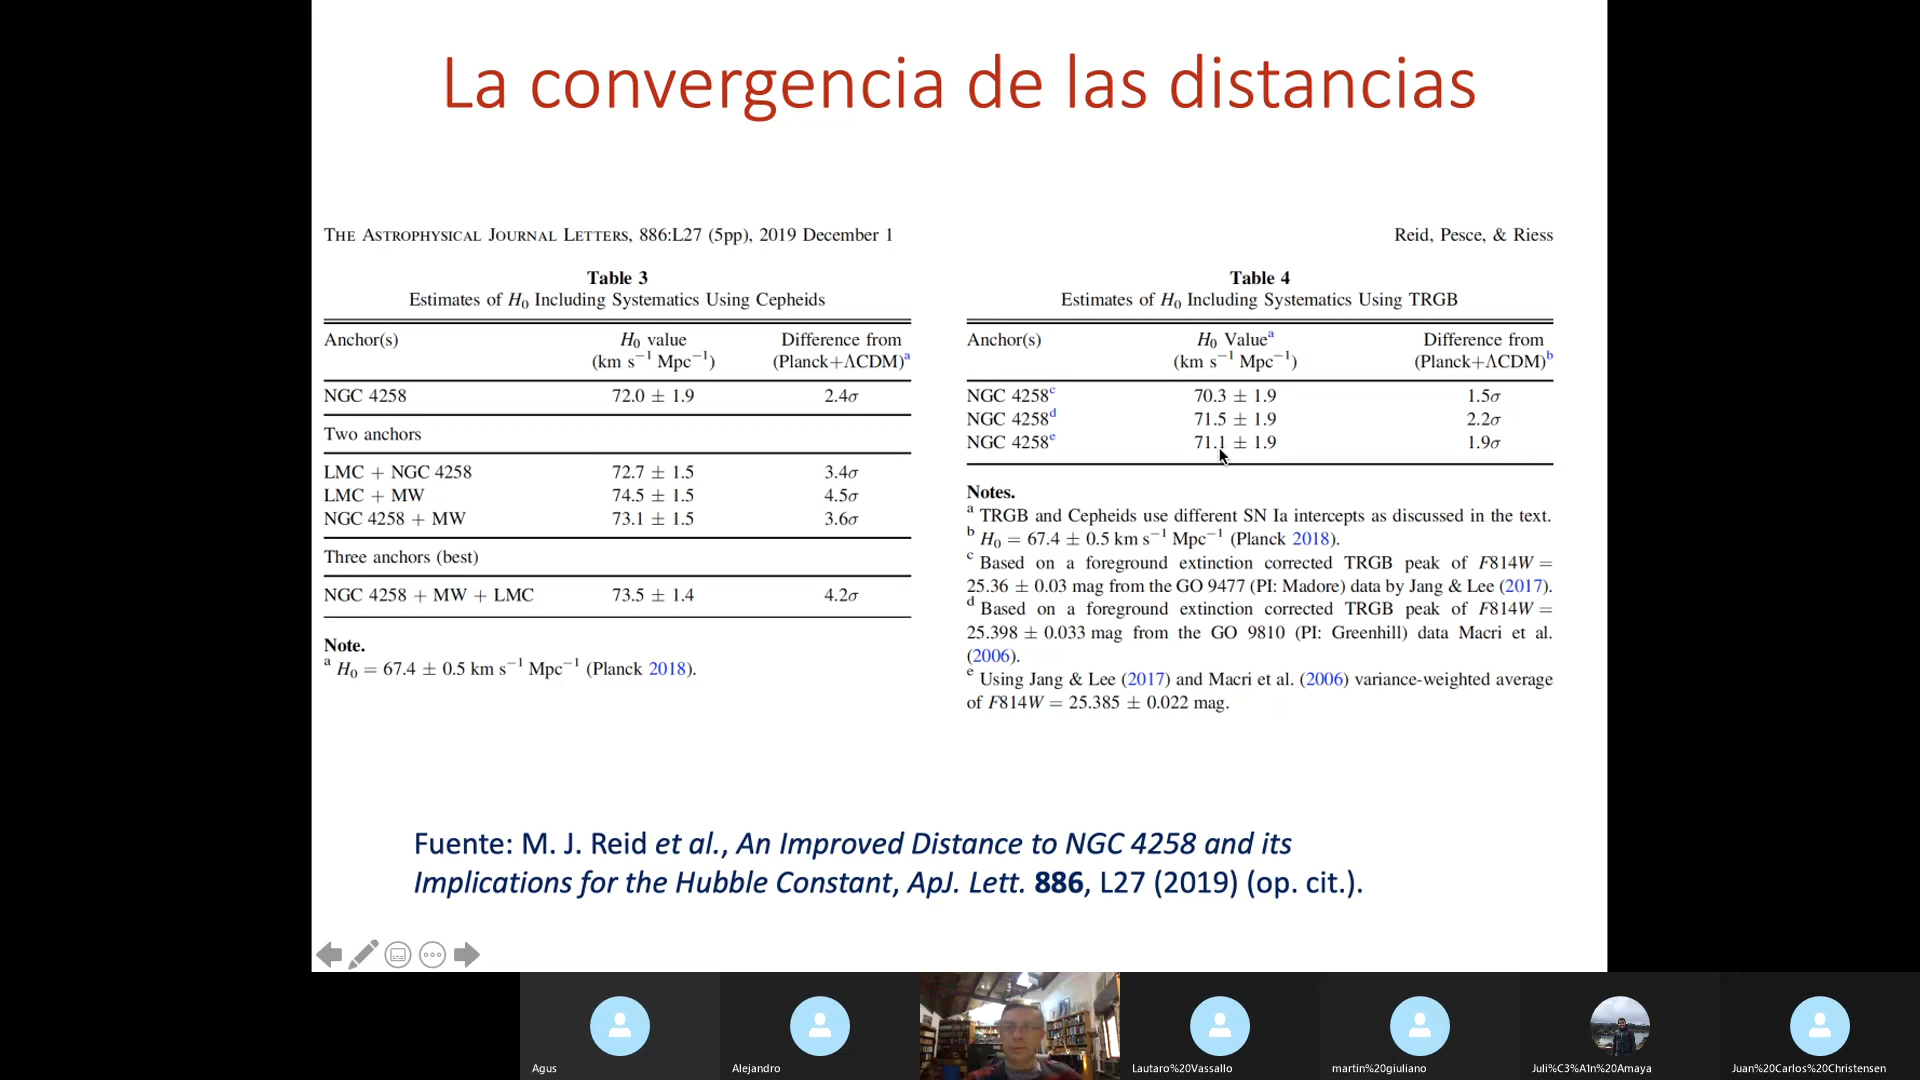 La convergencia de las distancias
THE ASTROPHYSICAL JOURNAL LETTERS, 886:L27 (5pp), 2019 December 1
Reid, Pesce, & Riess
Table 3
Estimates of H₀ Including Systematics Using Cepheids
Anchor(s) H₀ value Difference from
(km s⁻¹ Mpc⁻¹) (Planck+ΛCDM)ᵃ
NGC 4258 72.0 ± 1.9 2.4σ
Two anchors
LMC + NGC 4258 72.7 ± 1.5 3.4σ
LMC + MW 74.5 ± 1.5 4.5σ
NGC 4258 + MW 73.1 ± 1.5 3.6σ
Three anchors (best)
NGC 4258 + MW + LMC 73.5 ± 1.4 4.2σ
Note.
ᵃ H₀ = 67.4 ± 0.5 km s⁻¹ Mpc⁻¹ (Planck 2018).
Table 4
Estimates of H₀ Including Systematics Using TRGB
Anchor(s) H₀ Valueᵃ Difference from
(km s⁻¹ Mpc⁻¹) (Planck+ΛCDM)ᵇ
NGC 4258ᶜ 70.3 ± 1.9 1.5σ
NGC 4258ᵈ 71.5 ± 1.9 2.2σ
NGC 4258ᵉ 71.1 ± 1.9 1.9σ
Notes.
ᵃ TRGB and Cepheids use different SN Ia intercepts as discussed in the text.
ᵇ H₀ = 67.4 ± 0.5 km s⁻¹ Mpc⁻¹ (Planck 2018).
ᶜ Based on a foreground extinction corrected TRGB peak of F814W =
25.36 ± 0.03 mag from the GO 9477 (PI: Madore) data by Jang & Lee (2017).
ᵈ Based on a foreground extinction corrected TRGB peak of F814W =
25.398 ± 0.033 mag from the GO 9810 (PI: Greenhill) data Macri et al.
(2006).
ᵉ Using Jang & Lee (2017) and Macri et al. (2006) variance-weighted average
of F814W = 25.385 ± 0.022 mag.
Fuente: M. J. Reid et al., An Improved Distance to NGC 4258 and its
Implications for the Hubble Constant, ApJ. Lett. 886, L27 (2019) (op. cit.).
Agus
Alejandro
Lautaro%20Vassallo
martin%20giuliano
Juli%C3%A1n%20Amaya
Juan%20Carlos%20Christensen